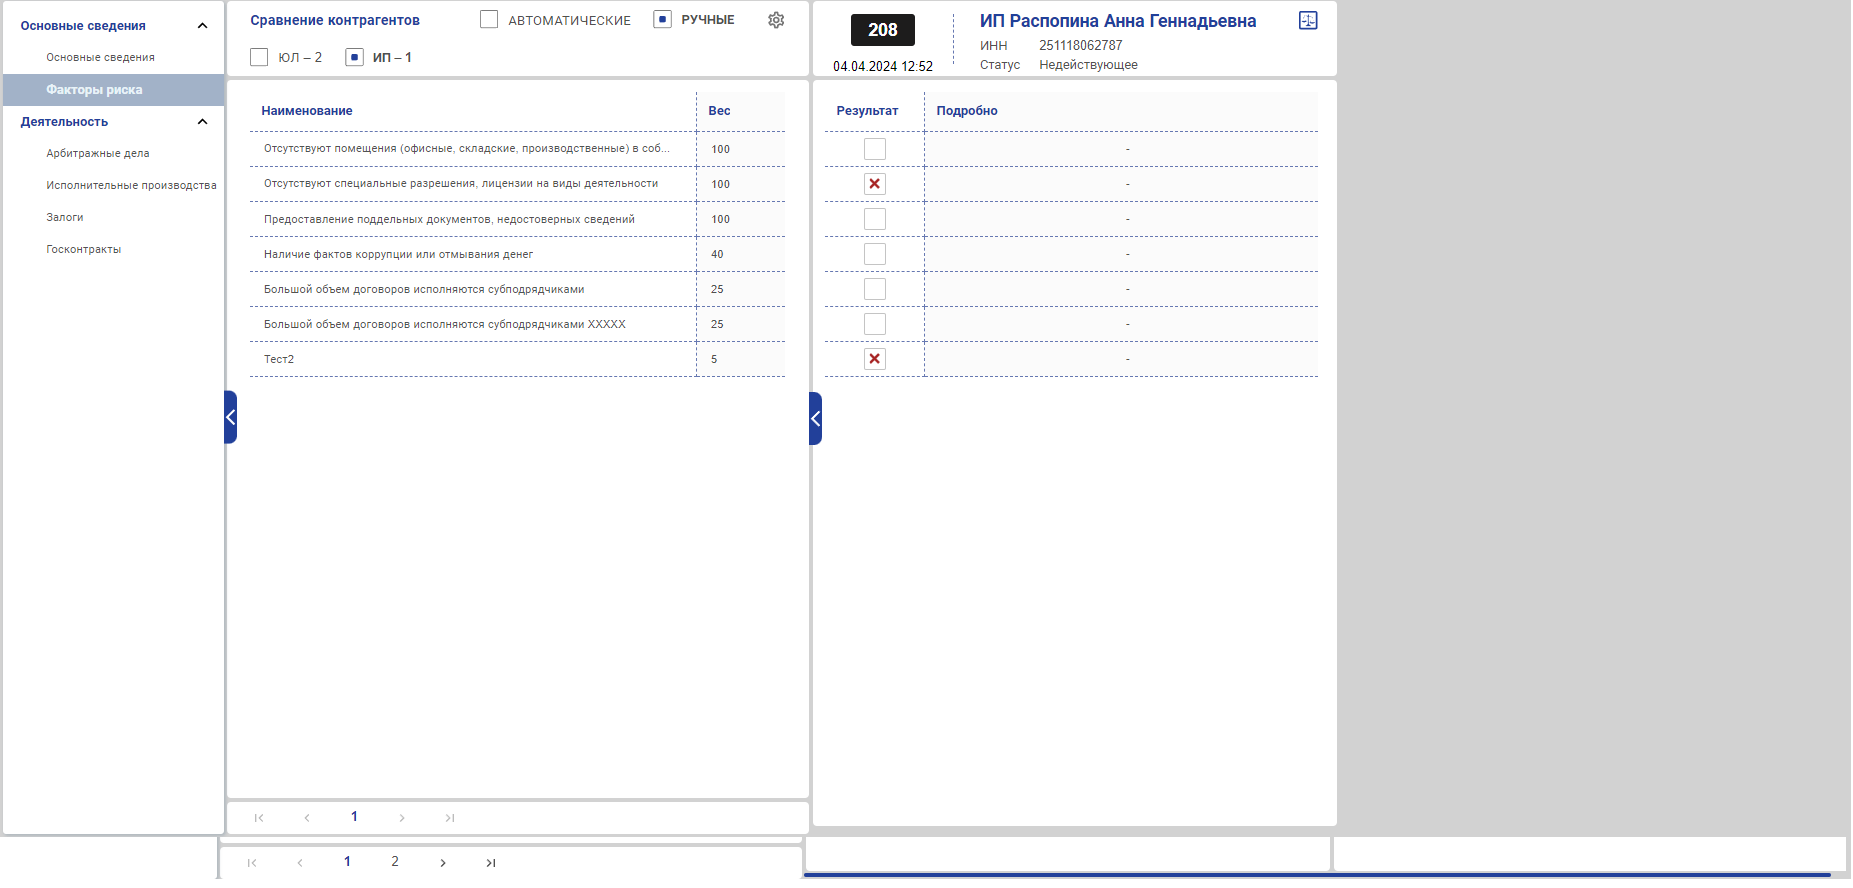 Основные сведения
Основные сведения
Факторы риска
Деятельность
Арбитражные дела
Исполнительные производства
Залоги
Госконтракты
Сравнение контрагентов
АВТОМАТИЧЕСКИЕ
РУЧНЫЕ
ЮЛ – 2
ИП – 1
Наименование Вес
Отсутствуют помещения (офисные, складские, производственные) в соб... 100
Отсутствуют специальные разрешения, лицензии на виды деятельности 100
Предоставление поддельных документов, недостоверных сведений 100
Наличие фактов коррупции или отмывания денег 40
Большой объем договоров исполняются субподрядчиками 25
Большой объем договоров исполняются субподрядчиками XXXXX 25
Тест2 5
1
1 2
208
04.04.2024 12:52
ИП Распопина Анна Геннадьевна
ИНН 251118062787
Статус Недействующее
Результат Подробно
-
-
-
-
-
-
-